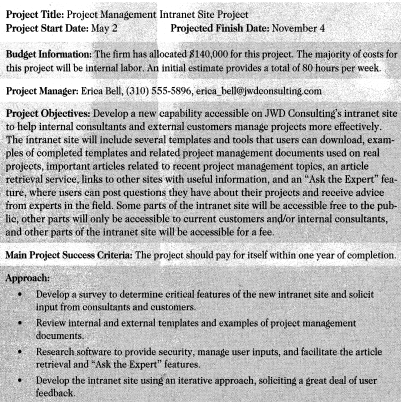 Project Title: Project Management Intranet Site Project
Project Start Date: May 2 Projected Finish Date: November 4
Budget Information: The firm has allocated $140,000 for this project. The majority of costs for
this project will be internal labor. An initial estimate provides a total of 80 hours per week.
Project Manager: Erica Bell, (310) 555-5896, erica_bell@jwdconsulting.com
Project Objectives: Develop a new capability accessible on JWD Consulting's intranet site
to help internal consultants and external customers manage projects more effectively.
The intranet site will include several templates and tools that users can download, exam-
ples of completed templates and related project management documents used on real
projects, important articles related to recent project management topics, an article
retrieval service, links to other sites with useful information, and an "Ask the Expert" fea-
ture, where users can post questions they have about their projects and receive advice
from experts in the field. Some parts of the intranet site will be accessible free to the pub-
lic, other parts will only be accessible to current customers and/or internal consultants,
and other parts of the intranet site will be accessible for a fee.
Main Project Success Criteria: The project should pay for itself within one year of completion.
Approach:
• Develop a survey to determine critical features of the new intranet site and solicit
input from consultants and customers.
• Review internal and external templates and examples of project management
documents.
• Research software to provide security, manage user inputs, and facilitate the article
retrieval and "Ask the Expert" features.
• Develop the intranet site using an iterative approach, soliciting a great deal of user
feedback.